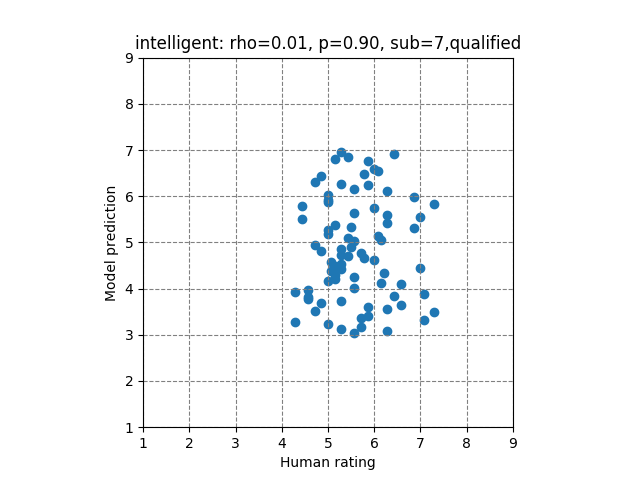 intelligent: rho=0.01, p=0.90, sub=7,qualified
9
8
7
6
5
4
3
2
1
Model prediction
1 2 3 4 5 6 7 8 9
Human rating